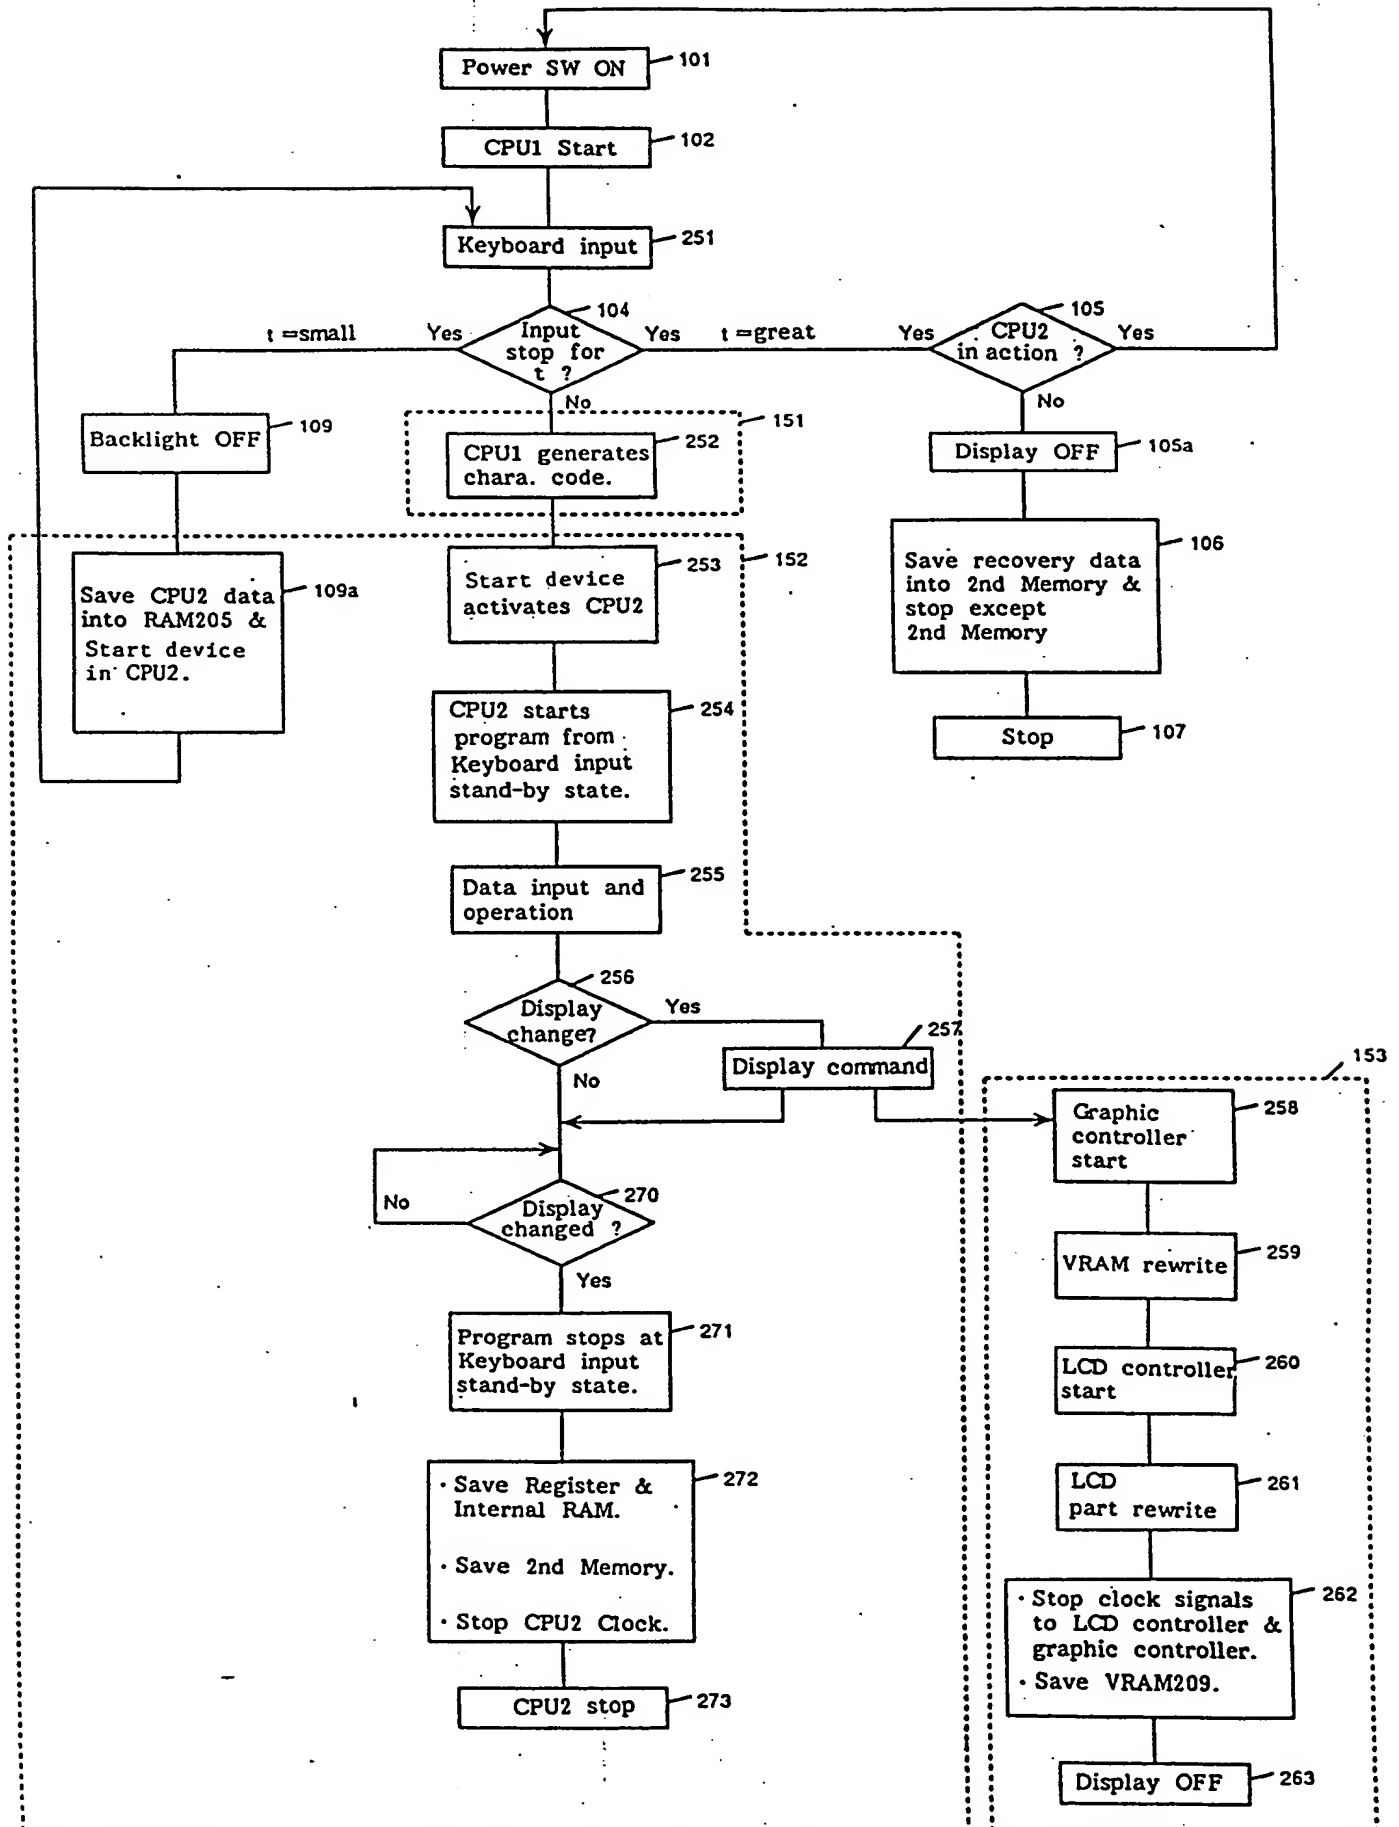 Power SW ON
101
CPU1 Start
102
Keyboard input
251
Input
stop for
t ?
104
t =small
Yes
Yes
t =great
No
Yes
CPU2
in action ?
105
Yes
No
Backlight OFF
109
151
CPU1 generates
chara. code.
252
Display OFF
105a
Save CPU2 data
into RAM205 &
Start device
in CPU2.
109a
Start device
activates CPU2
253
152
Save recovery data
into 2nd Memory &
stop except
2nd Memory
106
CPU2 starts
program from
Keyboard input
stand-by state.
254
Stop
107
Data input and
operation
255
Display
change?
256
Yes
No
Display command
257
153
Graphic
controller
start
258
Display
changed ?
270
No
Yes
VRAM rewrite
259
Program stops at
Keyboard input
stand-by state.
271
LCD controller
start
260
· Save Register &
Internal RAM.
· Save 2nd Memory.
· Stop CPU2 Clock.
272
LCD
part rewrite
261
· Stop clock signals
to LCD controller &
graphic controller.
· Save VRAM209.
262
CPU2 stop
273
Display OFF
263